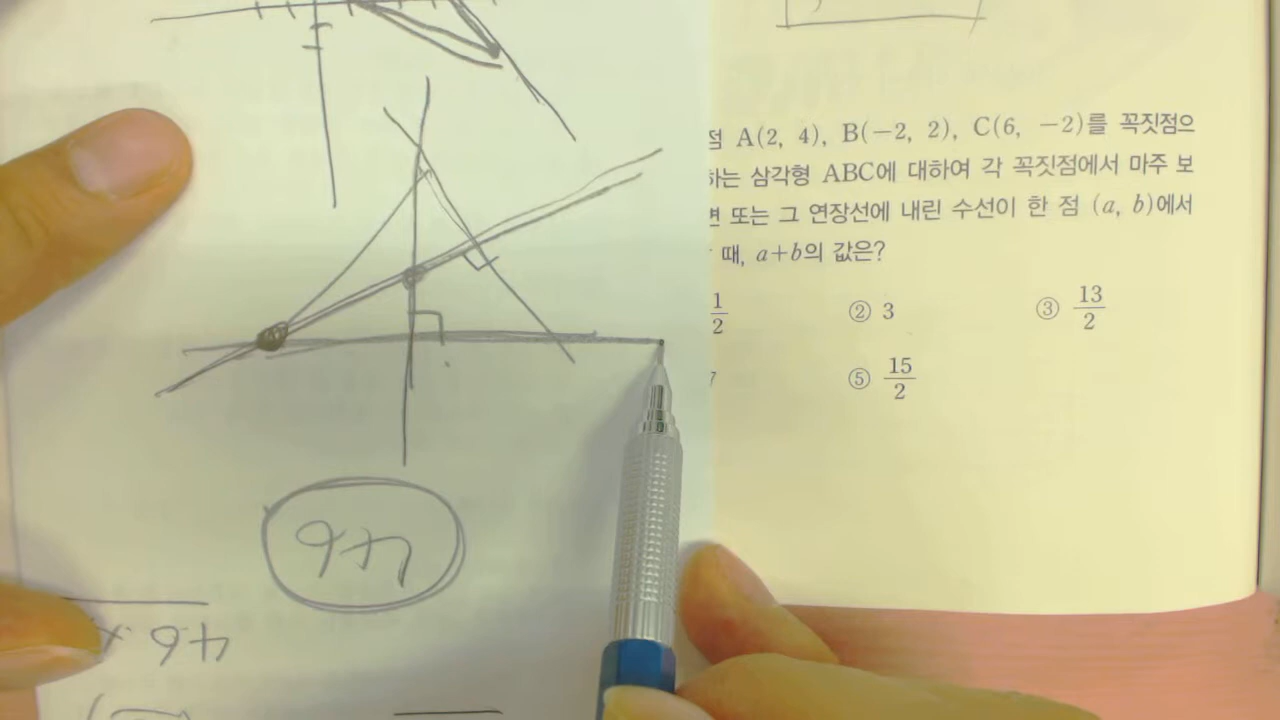 점 A(2, 4), B(−2, 2), C(6, −2)를 꼭짓점으
하는 삼각형 ABC에 대하여 각 꼭짓점에서 마주 보
변 또는 그 연장선에 내린 수선이 한 점 (a, b)에서
때, a+b의 값은?
1/2 ② 3 ③ 13/2
7 ⑤ 15/2